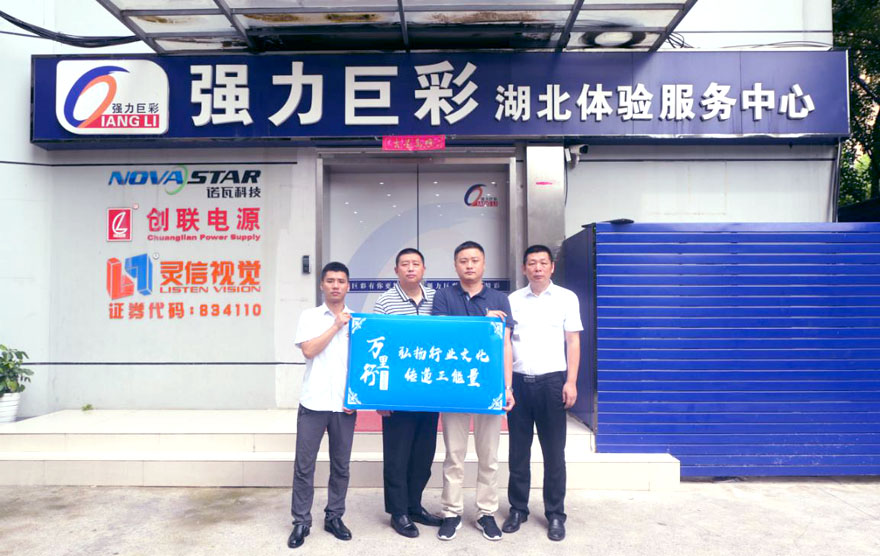 强力巨彩
QIANG LI
强力巨彩 湖北体验服务中心
NOVASTAR
诺瓦科技
创联电源
Chuanglian Power Supply
灵信视觉
LISTEN VISION
证券代码:834110
万里行
弘扬行业文化
传递正能量